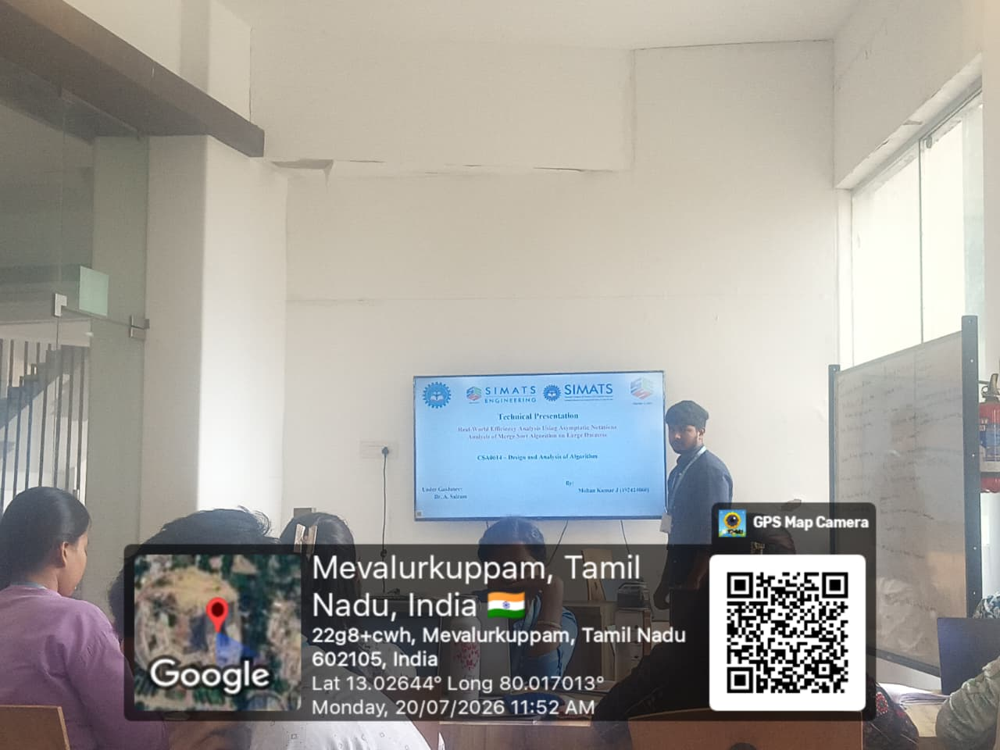 SIMATS
ENGINEERING
SIMATS
Technical Presentation
Real-World Efficiency Analysis Using Asymptotic Notations
Analysis of Merge Sort Algorithm on Large Datasets
CSA0614 - Design and Analysis of Algorithm
Under Guidance:
Dr. A. Sairam
By:
Mohan Kumar J
GPS Map Camera
Mevalurkuppam, Tamil
Nadu, India
22g8+cwh, Mevalurkuppam, Tamil Nadu
602105, India
Lat 13.02644° Long 80.017013°
Monday, 20/07/2026 11:52 AM
Google